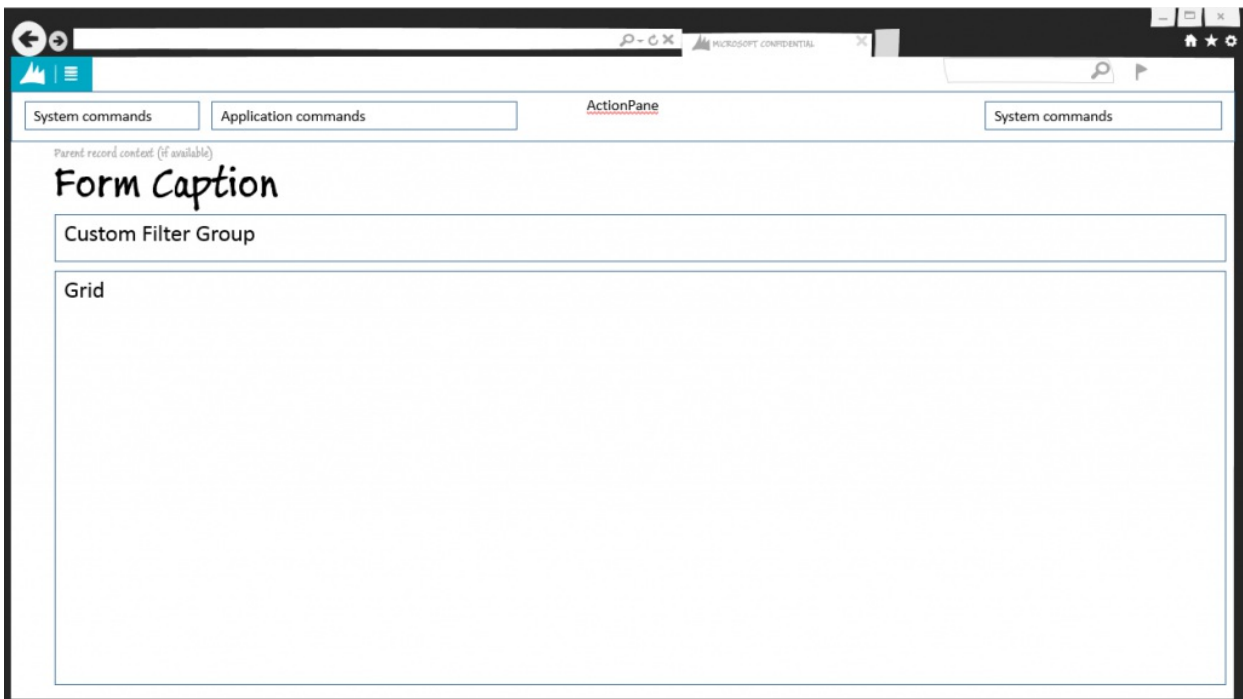 MICROSOFT CONFIDENTIAL
System commands
Application commands
ActionPane
System commands
Parent record context (if available)
Form Caption
Custom Filter Group
Grid